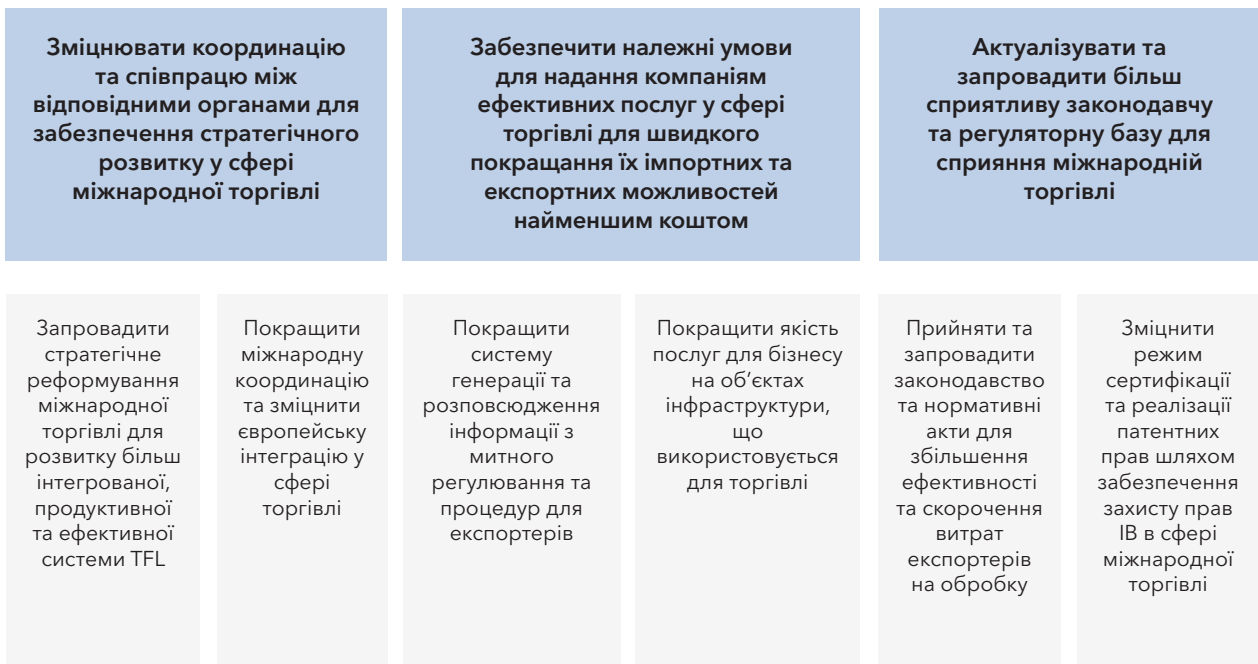 Зміцнювати координацію
та співпрацю між
відповідними органами для
забезпечення стратегічного
розвитку у сфері
міжнародної торгівлі
Забезпечити належні умови
для надання компаніям
ефективних послуг у сфері
торгівлі для швидкого
покращання їх імпортних та
експортних можливостей
найменшим коштом
Актуалізувати та
запровадити більш
сприятливу законодавчу
та регуляторну базу для
сприяння міжнародній
торгівлі
Запровадити
стратегічне
реформування
міжнародної
торгівлі для
розвитку більш
інтегрованої,
продуктивної
та ефективної
системи TFL
Покращити
міжнародну
координацію
та зміцнити
європейську
інтеграцію у
сфері
торгівлі
Покращити
систему
генерації та
розповсюдження
інформації з
митного
регулювання та
процедур для
експортерів
Покращити якість
послуг для бізнесу
на об’єктах
інфраструктури,
що
використовується
для торгівлі
Прийняти та
запровадити
законодавство
та нормативні
акти для
збільшення
ефективності
та скорочення
витрат
експортерів
на обробку
Зміцнити
режим
сертифікації
та реалізації
патентних
прав шляхом
забезпечення
захисту прав
ІВ в сфері
міжнародної
торгівлі